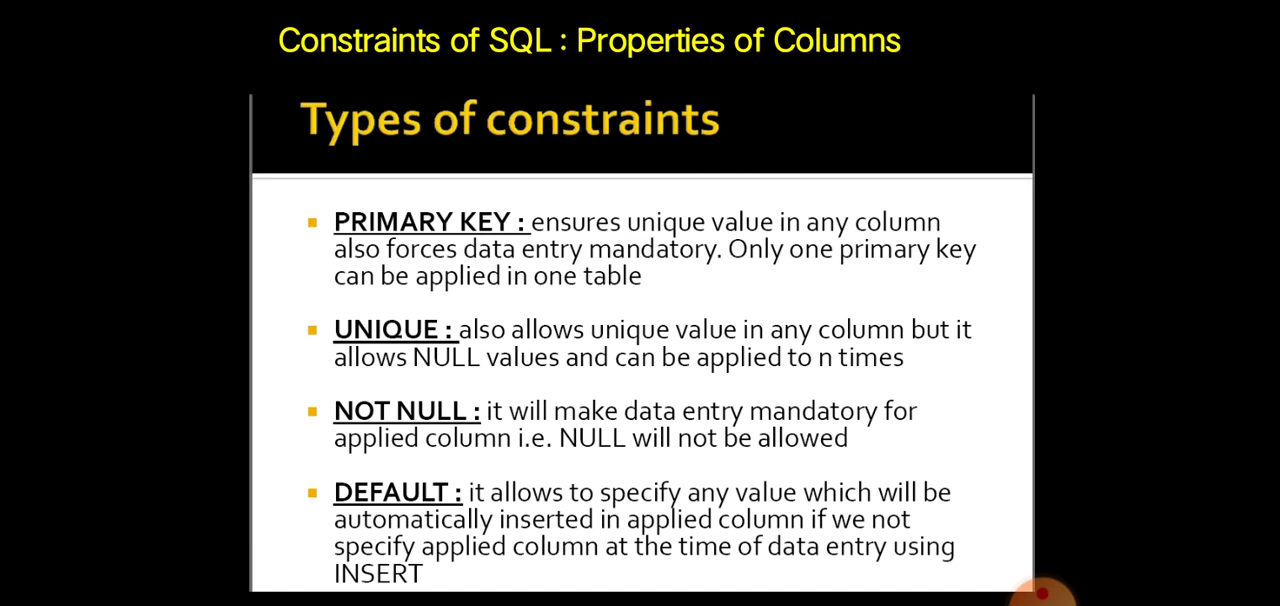 Constraints of SQL : Properties of Columns
Types of constraints
PRIMARY KEY : ensures unique value in any column
also forces data entry mandatory. Only one primary key
can be applied in one table
UNIQUE : also allows unique value in any column but it
allows NULL values and can be applied to n times
NOT NULL : it will make data entry mandatory for
applied column i.e. NULL will not be allowed
DEFAULT : it allows to specify any value which will be
automatically inserted in applied column if we not
specify applied column at the time of data entry using
INSERT